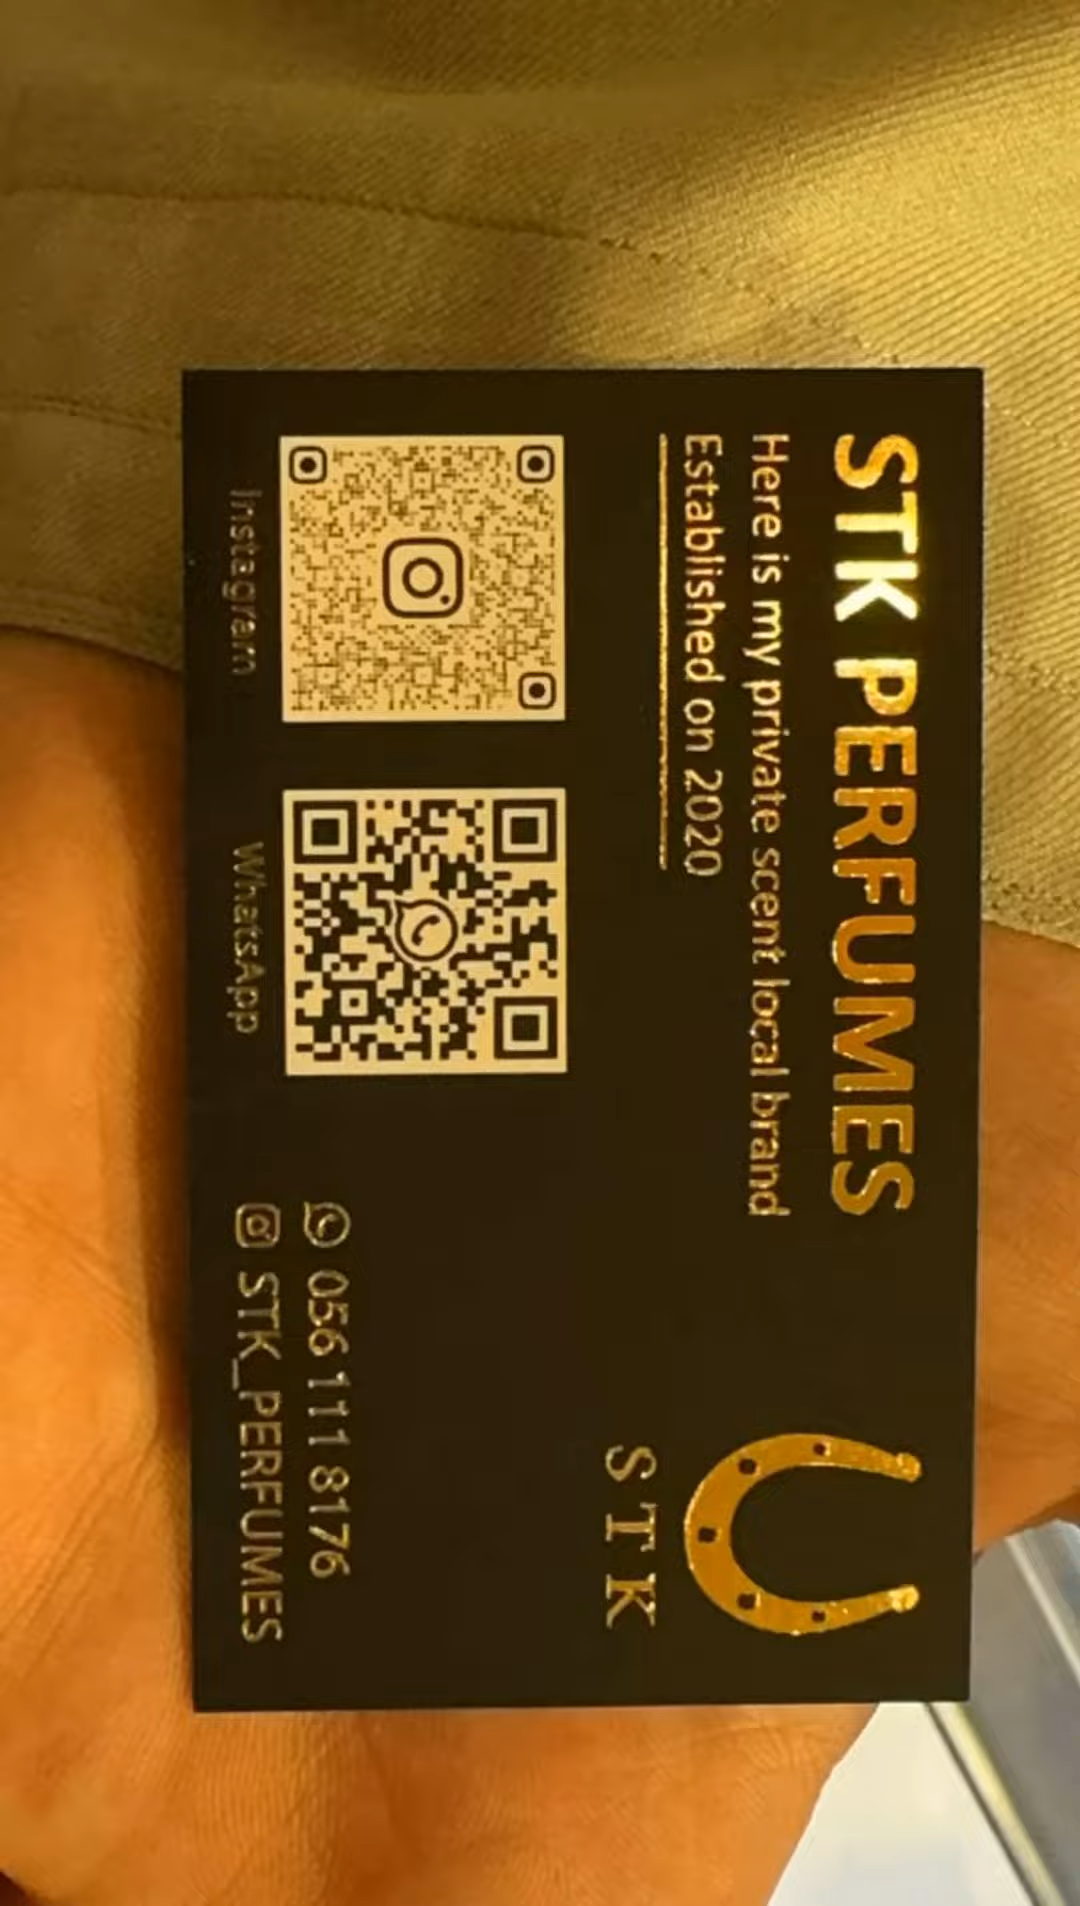 STK PERFUMES
Here is my private scent local brand
Established on 2020
STK
Instagram
WhatsApp
056 111 8176
STK_PERFUMES